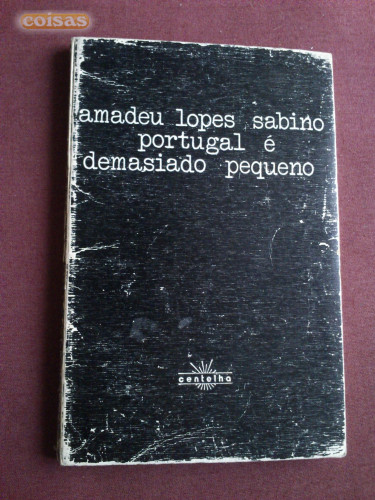 coisas
amadeu lopes sabino
portugal é
demasiado pequeno
centelha